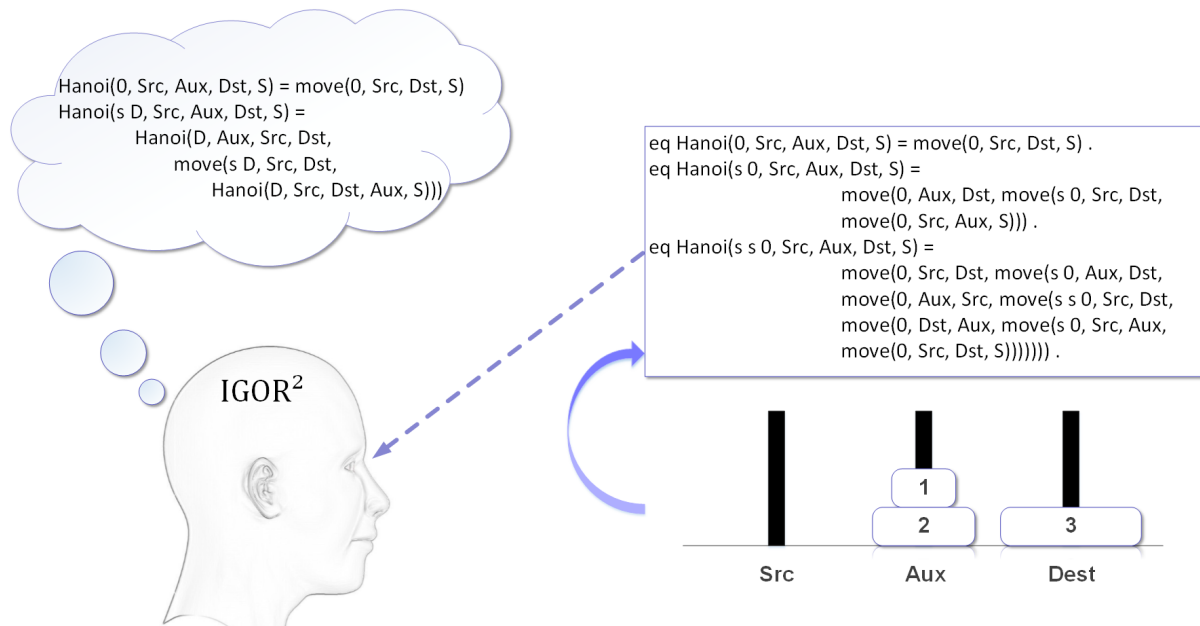 Hanoi(0, Src, Aux, Dst, S) = move(0, Src, Dst, S)
Hanoi(s D, Src, Aux, Dst, S) =
Hanoi(D, Aux, Src, Dst,
move(s D, Src, Dst,
Hanoi(D, Src, Dst, Aux, S)))
eq Hanoi(0, Src, Aux, Dst, S) = move(0, Src, Dst, S) .
eq Hanoi(s 0, Src, Aux, Dst, S) =
move(0, Aux, Dst, move(s 0, Src, Dst,
move(0, Src, Aux, S))) .
eq Hanoi(s s 0, Src, Aux, Dst, S) =
move(0, Src, Dst, move(s 0, Aux, Dst,
move(0, Aux, Src, move(s s 0, Src, Dst,
move(0, Dst, Aux, move(s 0, Src, Aux,
move(0, Src, Dst, S))))))) .
IGOR²
1
2
3
Src
Aux
Dest